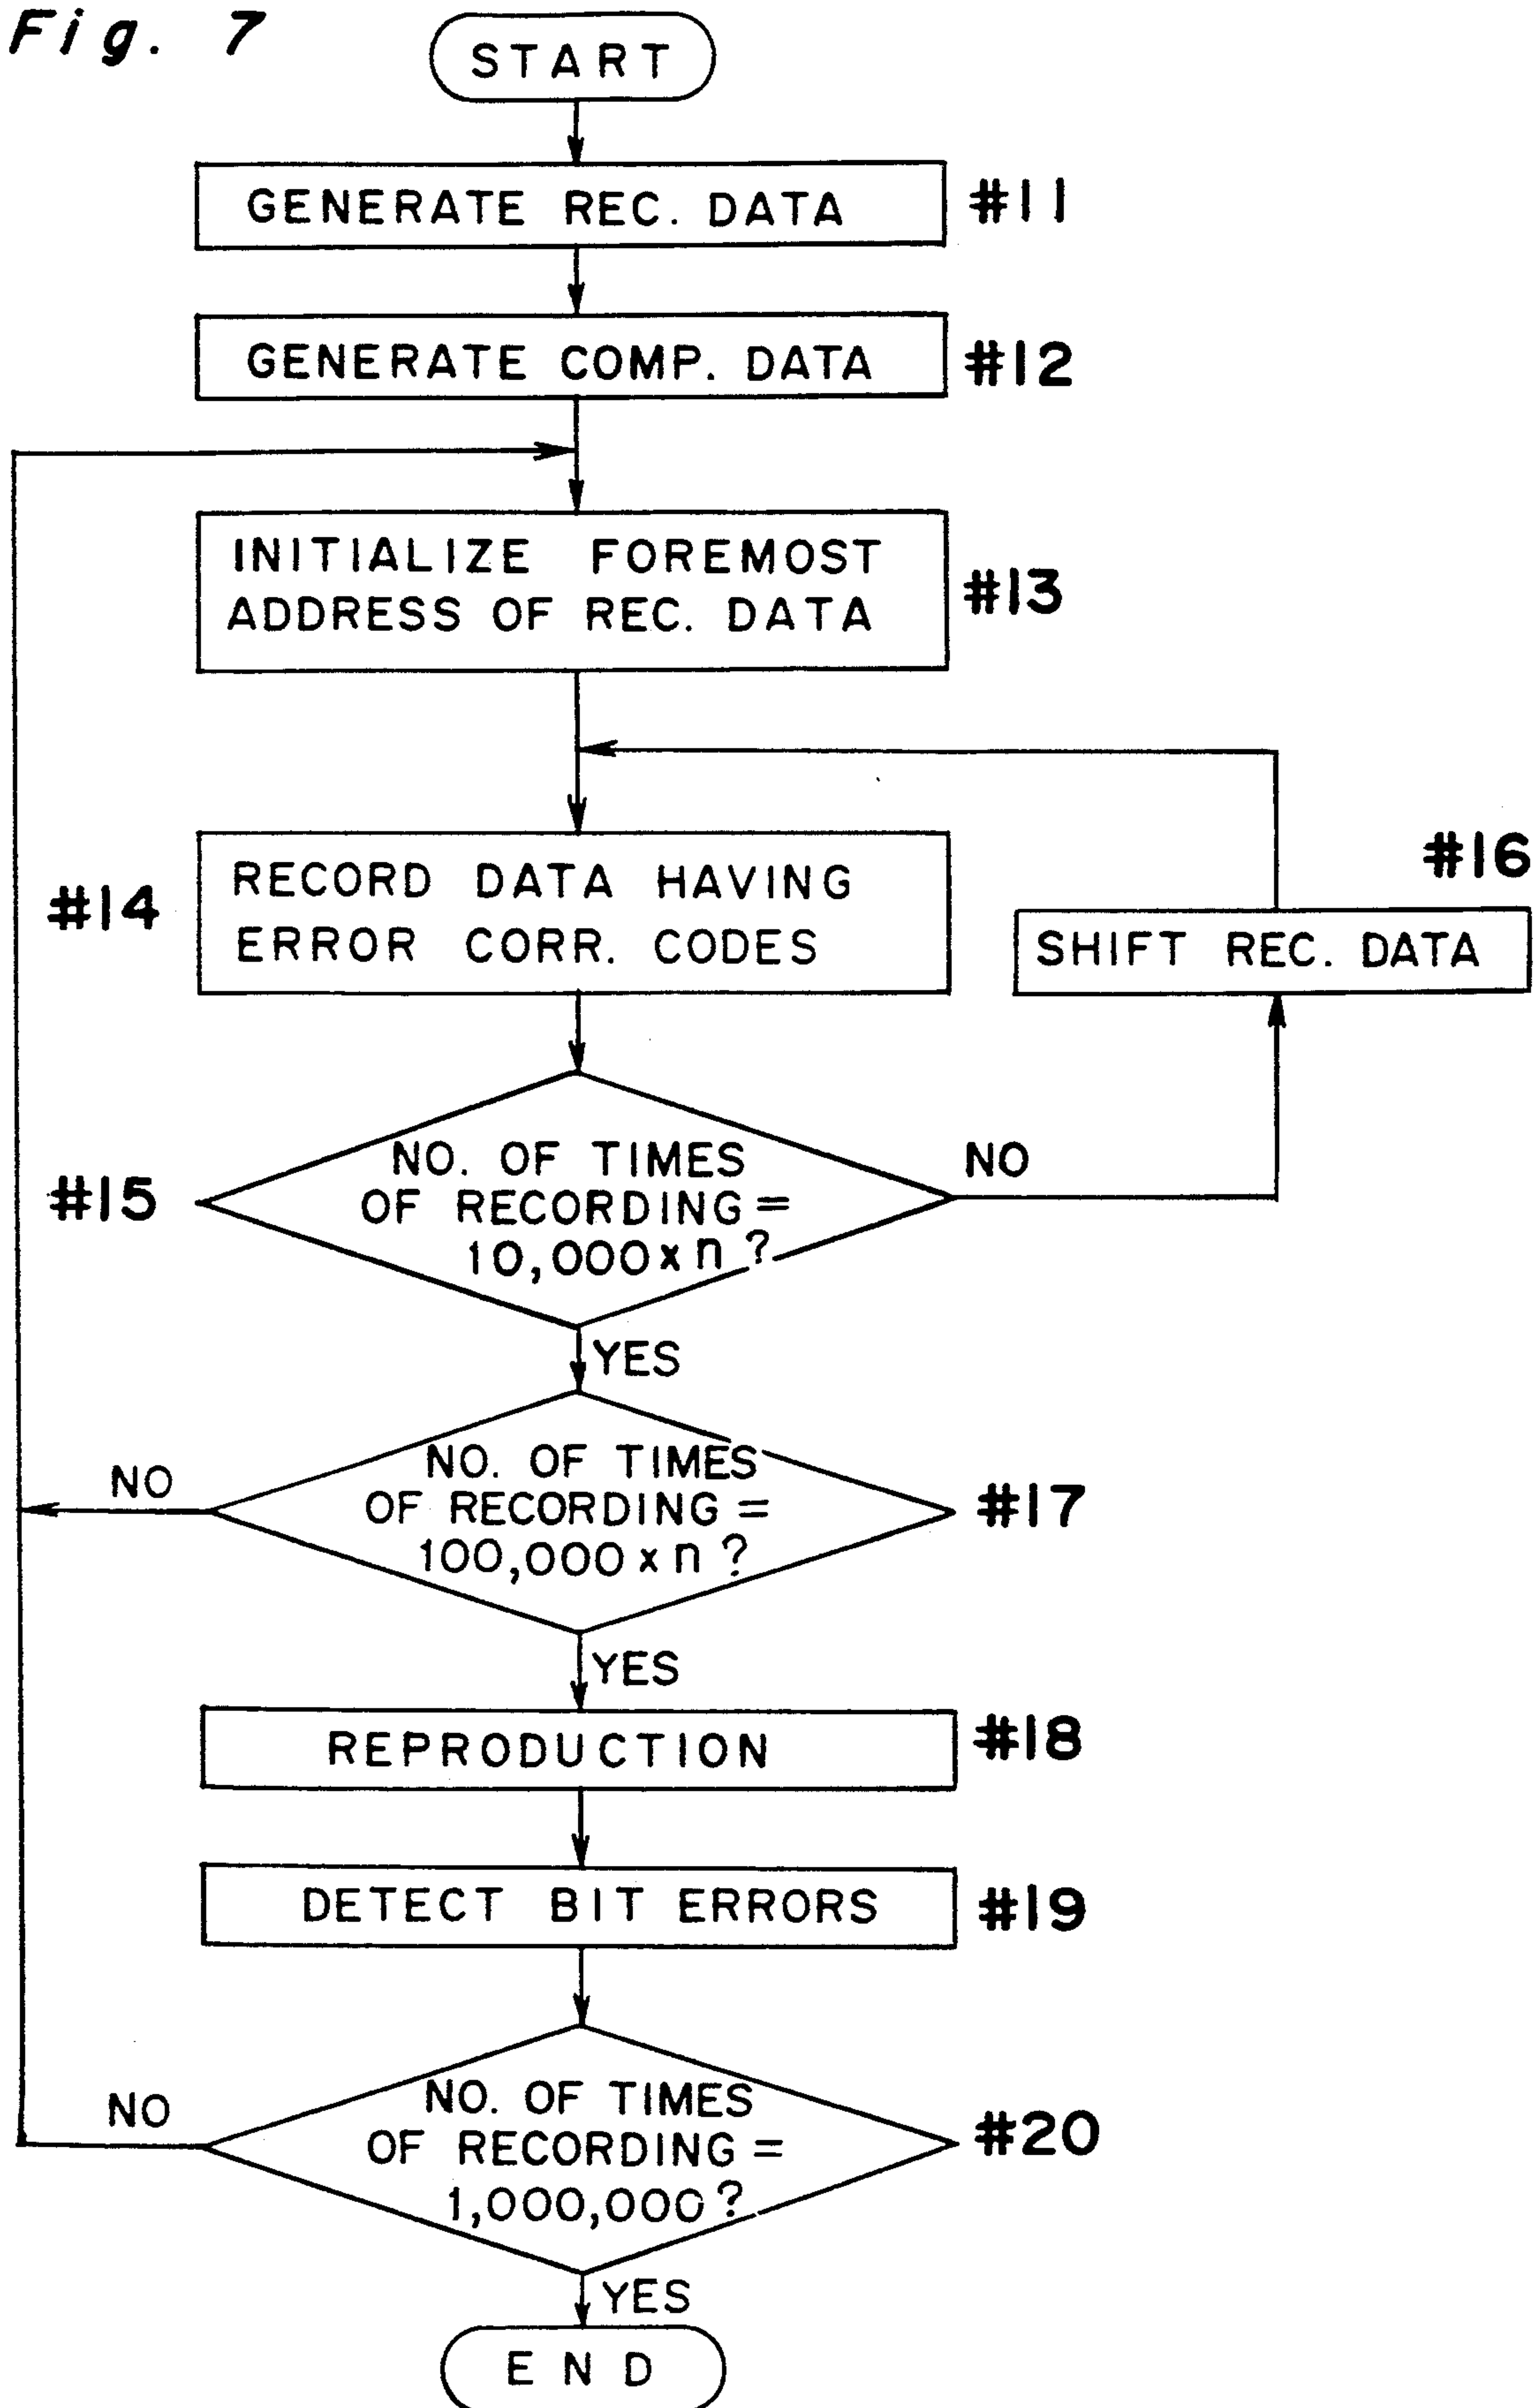 Fig. 7
START
GENERATE REC. DATA
#11
GENERATE COMP. DATA
#12
INITIALIZE FOREMOST
ADDRESS OF REC. DATA
#13
#14
RECORD DATA HAVING
ERROR CORR. CODES
#16
SHIFT REC. DATA
#15
NO. OF TIMES
OF RECORDING =
10,000 x n ?
NO
YES
NO
NO. OF TIMES
OF RECORDING =
100,000 x n ?
#17
YES
REPRODUCTION
#18
DETECT BIT ERRORS
#19
NO
NO. OF TIMES
OF RECORDING =
1,000,000 ?
#20
YES
END